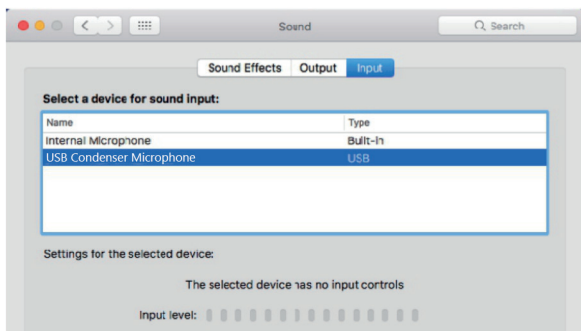 Sound
Search
Sound Effects Output Input
Select a device for sound input:
Name Type
Internal Microphone Built-in
USB Condenser Microphone USB
Settings for the selected device:
The selected device has no input controls
Input level: